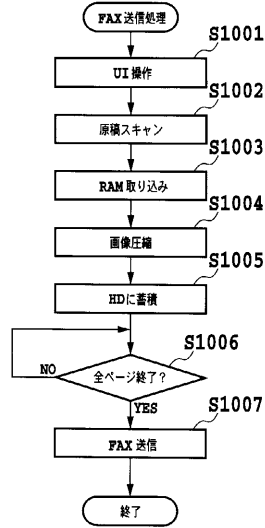 FAX送信処理
S1001
UI操作
S1002
原稿スキャン
S1003
RAM取り込み
S1004
画像圧縮
S1005
HDに蓄積
S1006
全ページ終了?
NO
YES
S1007
FAX送信
終了